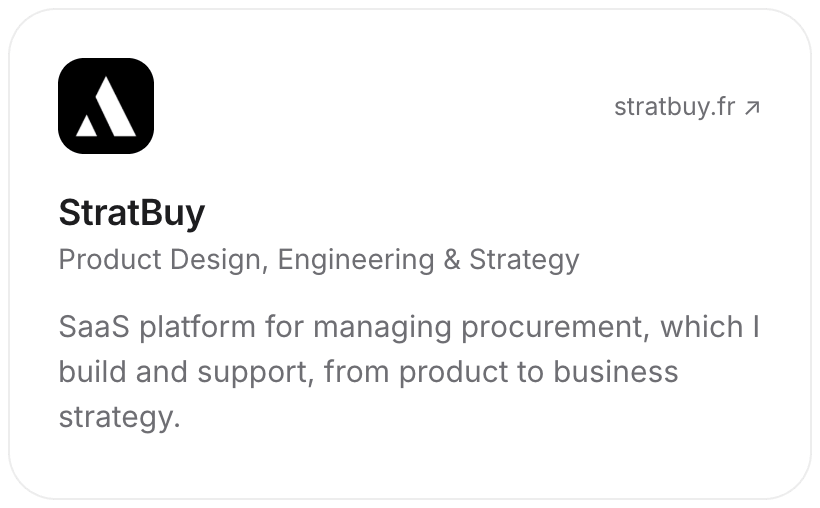 stratbuy.fr ↗
StratBuy
Product Design, Engineering & Strategy
SaaS platform for managing procurement, which I
build and support, from product to business
strategy.